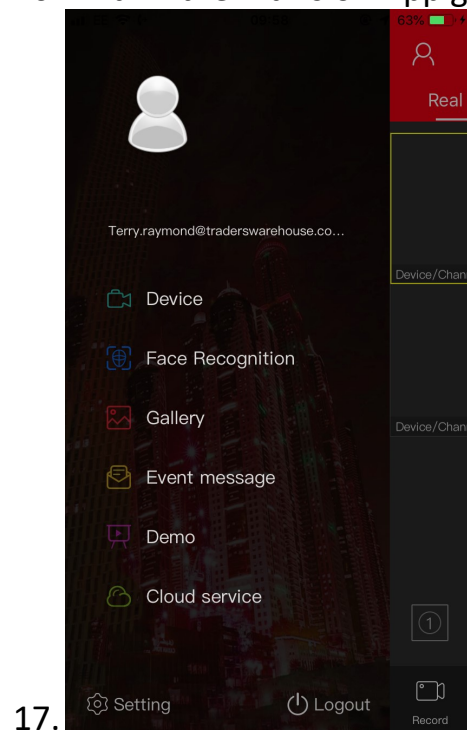 63%
Real
Terry.raymond@traderswarehouse.co...
Device
Face Recognition
Gallery
Event message
Demo
Cloud service
Device/Chan
Device/Chan
1
17.
Setting
Logout
Record